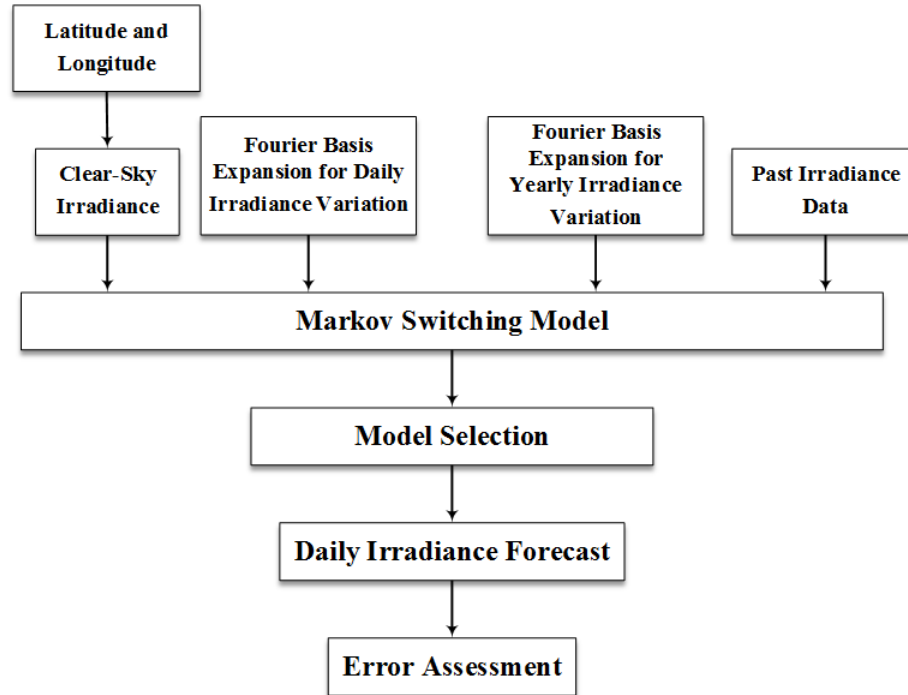 Latitude and
Longitude
Clear-Sky
Irradiance
Fourier Basis
Expansion for Daily
Irradiance Variation
Fourier Basis
Expansion for
Yearly Irradiance
Variation
Past Irradiance
Data
Markov Switching Model
Model Selection
Daily Irradiance Forecast
Error Assessment